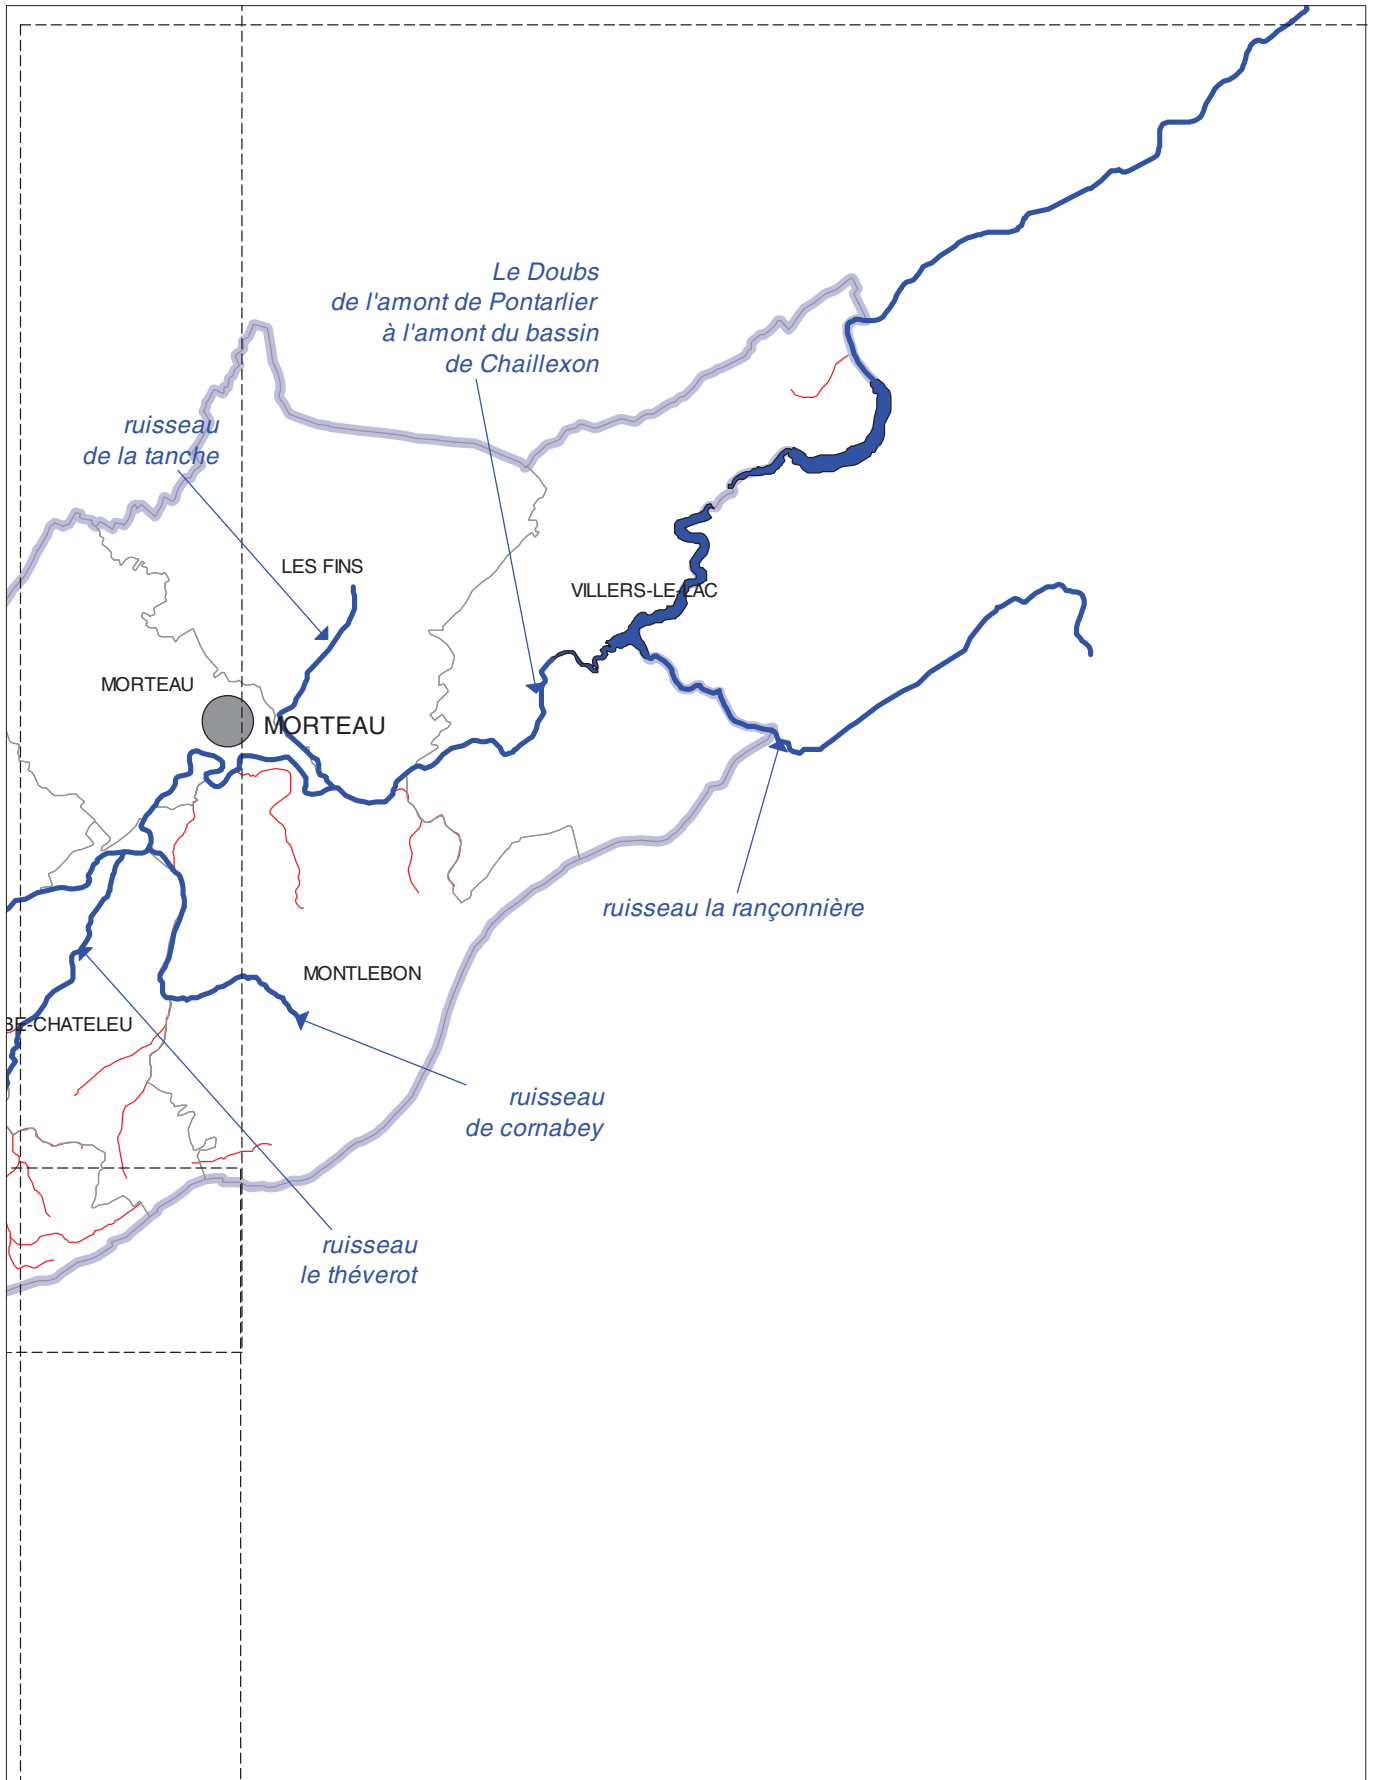 Le Doubs
de l'amont de Pontarlier
à l'amont du bassin
de Chaillexon
ruisseau
de la tanche
LES FINS
VILLERS-LE-LAC
MORTEAU
MORTEAU
ruisseau la rançonnière
MONTLEBON
BE-CHATELEU
ruisseau
de cornabey
ruisseau
le théverot